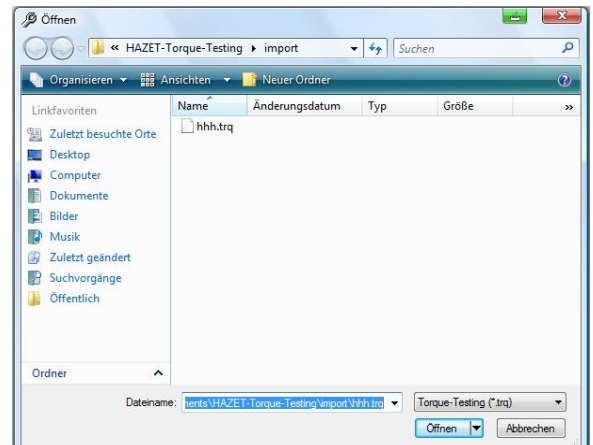 Öffnen
« HAZET-Torque-Testing ▸ import
Suchen
Organisieren
Ansichten
Neuer Ordner
Linkfavoriten
Name Änderungsdatum Typ Größe »
Zuletzt besuchte Orte
hhh.trq
Desktop
Computer
Dokumente
Bilder
Musik
Zuletzt geändert
Suchvorgänge
Öffentlich
Ordner
Dateiname: nents\HAZET-Torque-Testing\import\hhh.trq
Torque-Testing (*.trq)
Öffnen Abbrechen